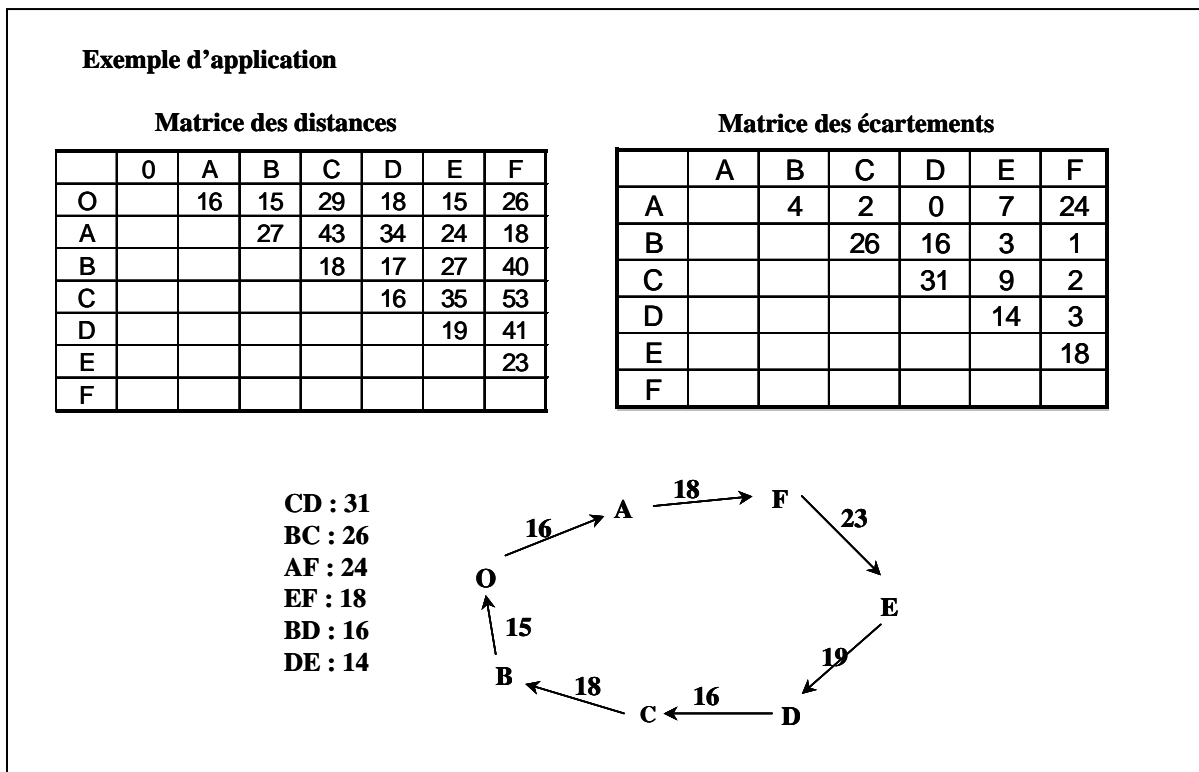 Exemple d'application
Matrice des distances
0 A B C D E F
O 16 15 29 18 15 26
A 27 43 34 24 18
B 18 17 27 40
C 16 35 53
D 19 41
E 23
F
Matrice des écartements
A B C D E F
A 4 2 0 7 24
B 26 16 3 1
C 31 9 2
D 14 3
E 18
F
CD : 31
BC : 26
AF : 24
EF : 18
BD : 16
DE : 14
18
A F
16 23
O
E
15
19
B
18 16
C D